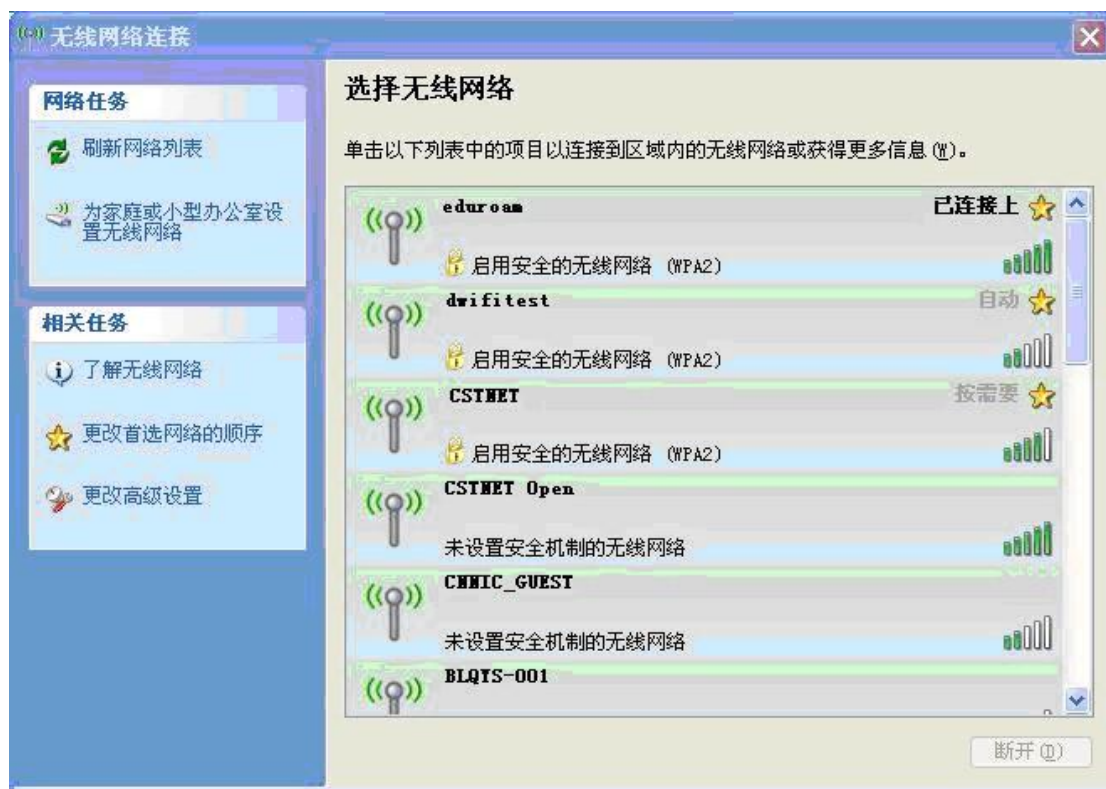 无线网络连接
网络任务
刷新网络列表
为家庭或小型办公室设
置无线网络
相关任务
了解无线网络
更改首选网络的顺序
更改高级设置
选择无线网络
单击以下列表中的项目以连接到区域内的无线网络或获得更多信息(W)。
eduroam 已连接上
启用安全的无线网络 (WPA2)
dwifitest 自动
启用安全的无线网络 (WPA2)
CSTNET 按需要
启用安全的无线网络 (WPA2)
CSTNET Open
未设置安全机制的无线网络
CNNIC_GUEST
未设置安全机制的无线网络
BLQYS-001
断开(D)